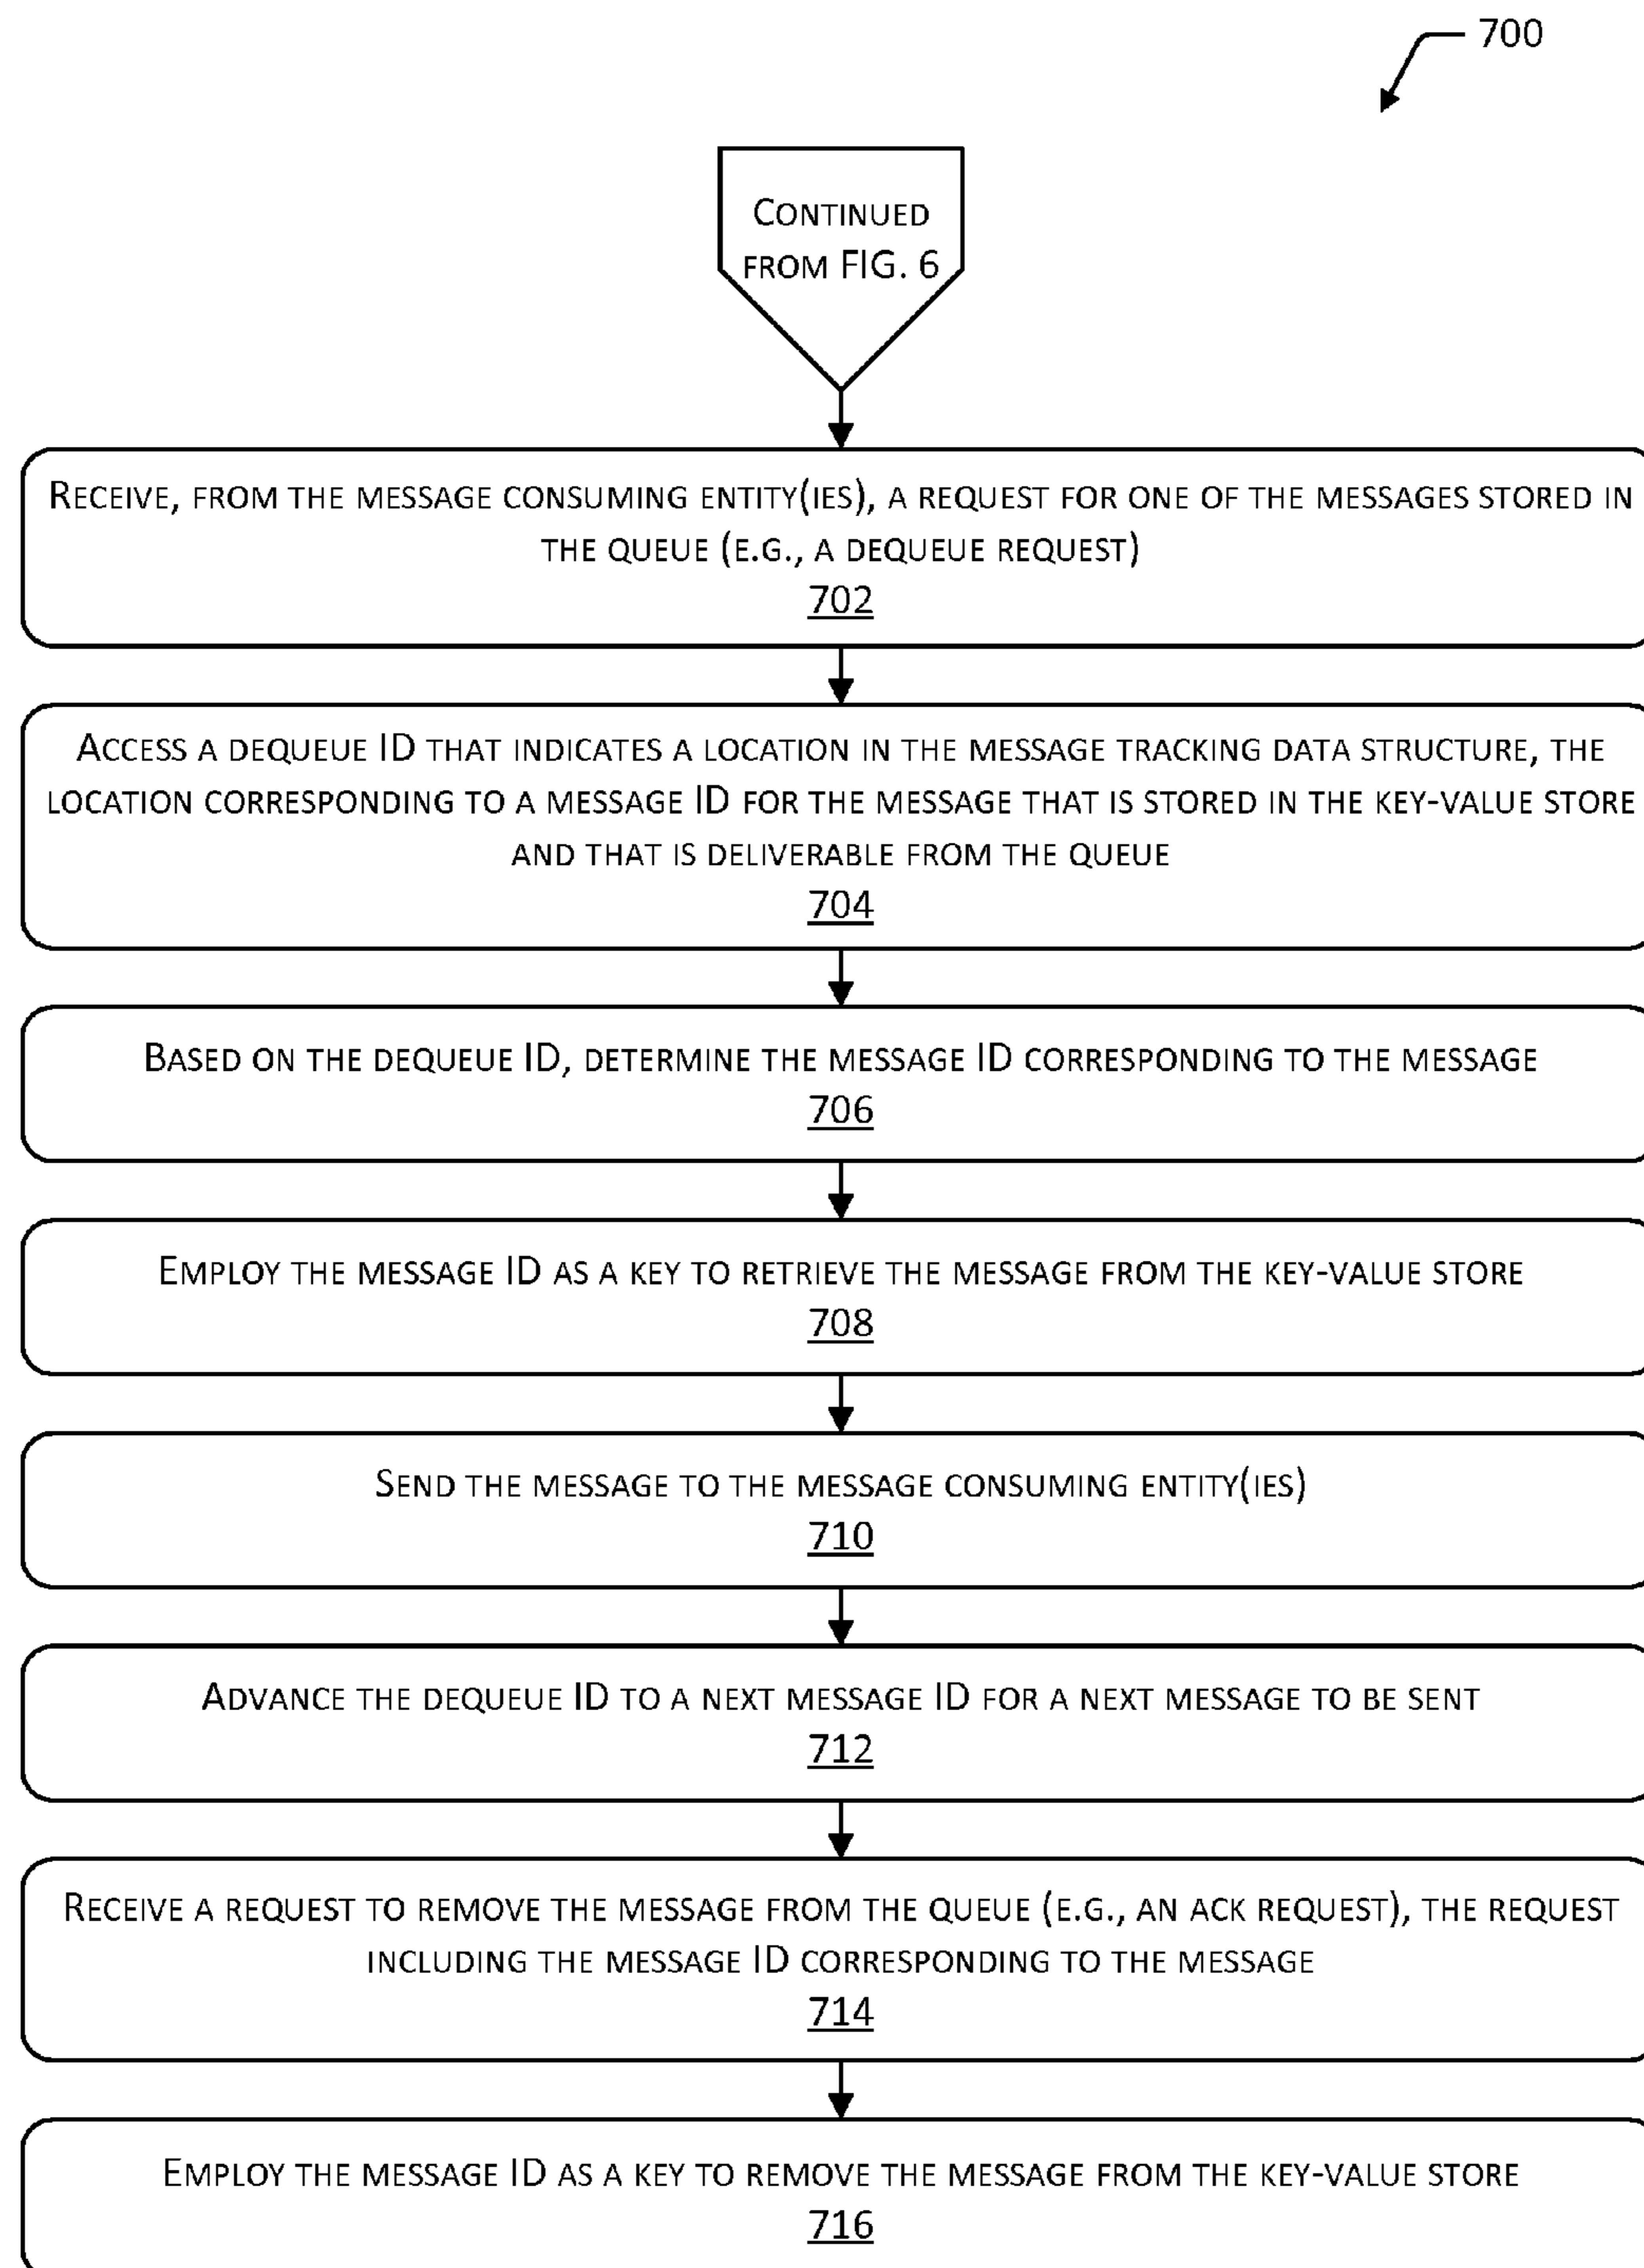 700
CONTINUED
FROM FIG. 6
RECEIVE, FROM THE MESSAGE CONSUMING ENTITY(IES), A REQUEST FOR ONE OF THE MESSAGES STORED IN
THE QUEUE (E.G., A DEQUEUE REQUEST)
702
ACCESS A DEQUEUE ID THAT INDICATES A LOCATION IN THE MESSAGE TRACKING DATA STRUCTURE, THE
LOCATION CORRESPONDING TO A MESSAGE ID FOR THE MESSAGE THAT IS STORED IN THE KEY-VALUE STORE
AND THAT IS DELIVERABLE FROM THE QUEUE
704
BASED ON THE DEQUEUE ID, DETERMINE THE MESSAGE ID CORRESPONDING TO THE MESSAGE
706
EMPLOY THE MESSAGE ID AS A KEY TO RETRIEVE THE MESSAGE FROM THE KEY-VALUE STORE
708
SEND THE MESSAGE TO THE MESSAGE CONSUMING ENTITY(IES)
710
ADVANCE THE DEQUEUE ID TO A NEXT MESSAGE ID FOR A NEXT MESSAGE TO BE SENT
712
RECEIVE A REQUEST TO REMOVE THE MESSAGE FROM THE QUEUE (E.G., AN ACK REQUEST), THE REQUEST
INCLUDING THE MESSAGE ID CORRESPONDING TO THE MESSAGE
714
EMPLOY THE MESSAGE ID AS A KEY TO REMOVE THE MESSAGE FROM THE KEY-VALUE STORE
716